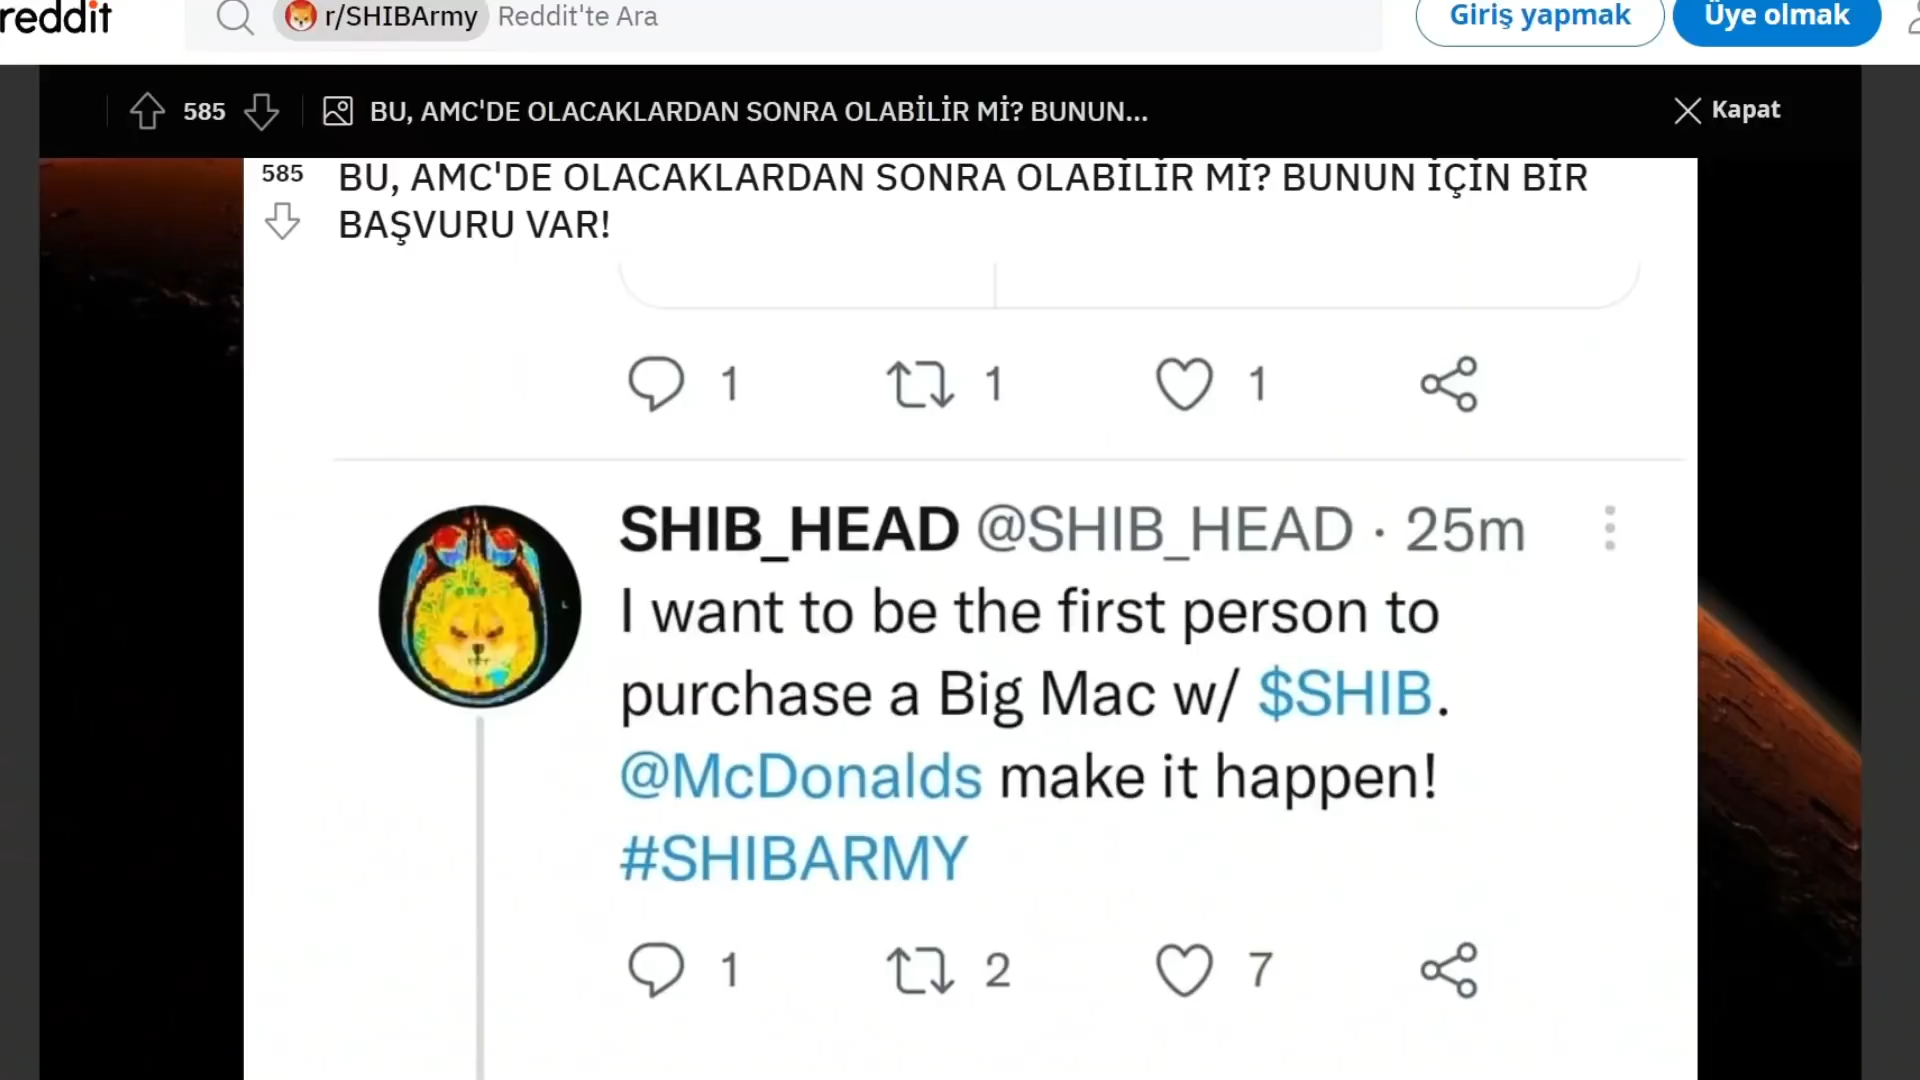 reddit
r/SHIBArmy Reddit'te Ara
Giriş yapmak
Üye olmak
585
BU, AMC'DE OLACAKLARDAN SONRA OLABİLİR Mİ? BUNUN...
Kapat
585
BU, AMC'DE OLACAKLARDAN SONRA OLABİLİR Mİ? BUNUN İÇİN BİR
BAŞVURU VAR!
1 1 1
SHIB_HEAD @SHIB_HEAD · 25m
I want to be the first person to
purchase a Big Mac w/ $SHIB.
@McDonalds make it happen!
#SHIBARMY
1 2 7